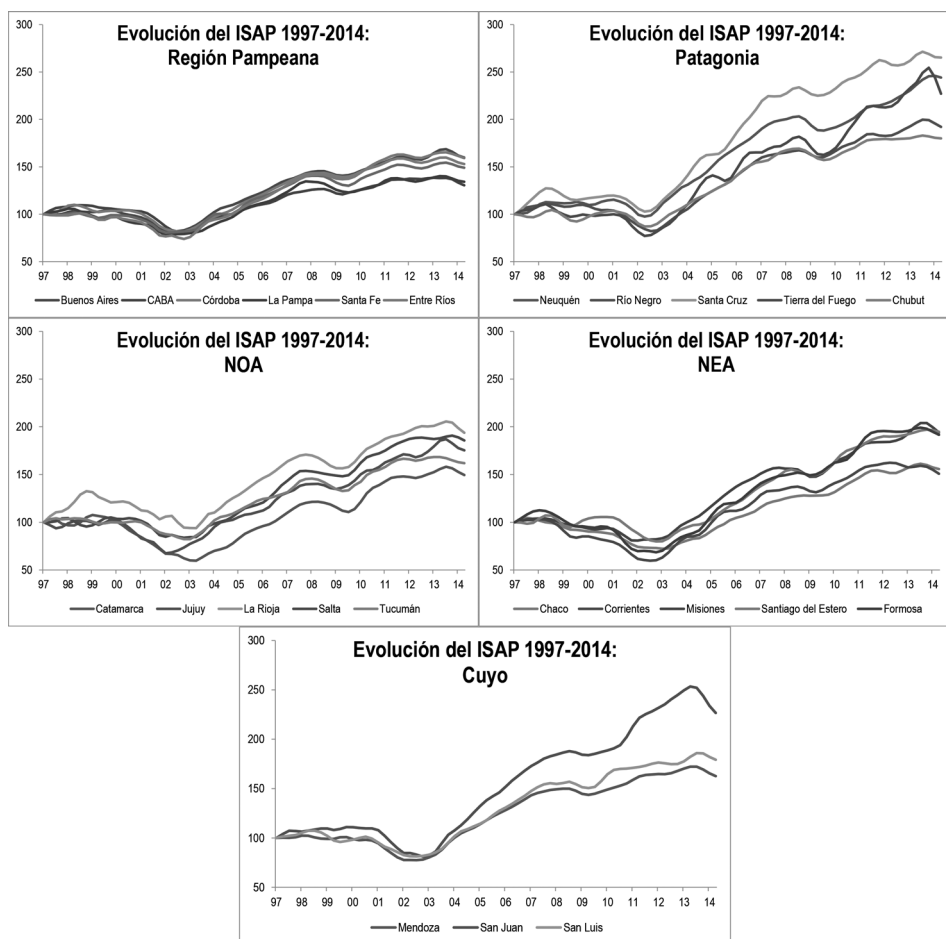 Evolución del ISAP 1997-2014:
Región Pampeana
300
250
200
150
100
50
97 98 99 00 01 02 03 04 05 06 07 08 09 10 11 12 13 14
Buenos Aires CABA Córdoba La Pampa Santa Fe Entre Ríos
Evolución del ISAP 1997-2014:
Patagonia
300
250
200
150
100
50
97 98 99 00 01 02 03 04 05 06 07 08 09 10 11 12 13 14
Neuquén Río Negro Santa Cruz Tierra del Fuego Chubut
Evolución del ISAP 1997-2014:
NOA
300
250
200
150
100
50
97 98 99 00 01 02 03 04 05 06 07 08 09 10 11 12 13 14
Catamarca Jujuy La Rioja Salta Tucumán
Evolución del ISAP 1997-2014:
NEA
300
250
200
150
100
50
97 98 99 00 01 02 03 04 05 06 07 08 09 10 11 12 13 14
Chaco Corrientes Misiones Santiago del Estero Formosa
Evolución del ISAP 1997-2014:
Cuyo
300
250
200
150
100
50
97 98 99 00 01 02 03 04 05 06 07 08 09 10 11 12 13 14
Mendoza San Juan San Luis